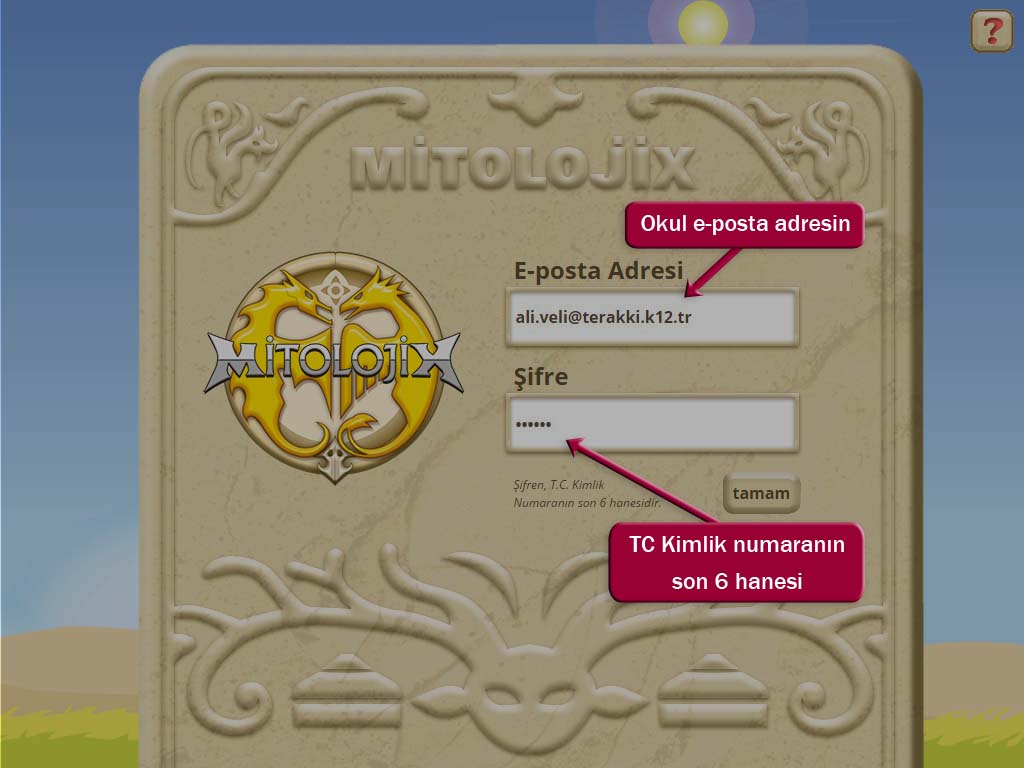 ?
MİTOLOJİX
Okul e-posta adresin
E-posta Adresi
ali.veli@terakki.k12.tr
MİTOLOJİX
Şifre
••••••
Şifren, T.C. Kimlik
Numaranın son 6 hanesidir.
tamam
TC Kimlik numaranın
son 6 hanesi